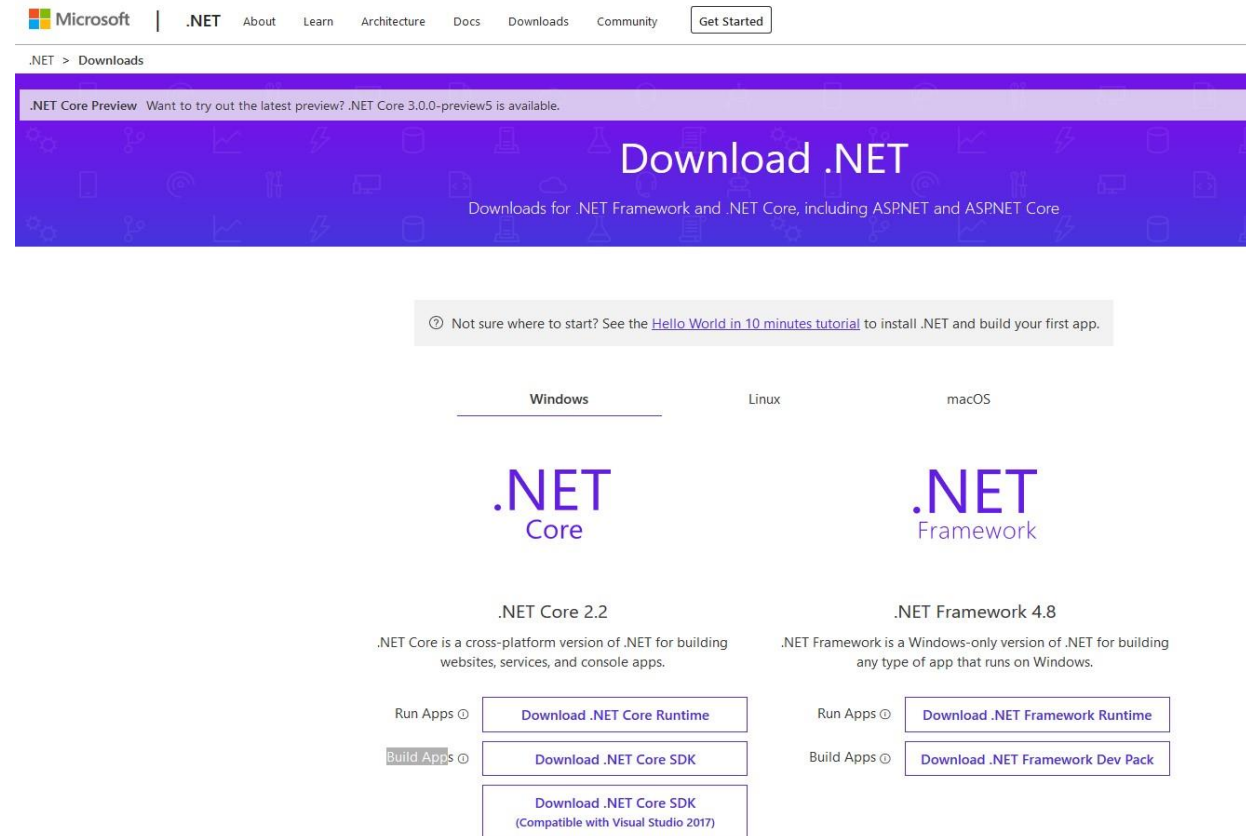 Microsoft | .NET About Learn Architecture Docs Downloads Community Get Started
.NET > Downloads
.NET Core Preview Want to try out the latest preview? .NET Core 3.0.0-preview5 is available.
Download .NET
Downloads for .NET Framework and .NET Core, including ASP.NET and ASP.NET Core
Not sure where to start? See the Hello World in 10 minutes tutorial to install .NET and build your first app.
Windows Linux macOS
.NET
Core
.NET
Framework
.NET Core 2.2
.NET Core is a cross-platform version of .NET for building
websites, services, and console apps.
Run Apps Download .NET Core Runtime
Build Apps Download .NET Core SDK
Download .NET Core SDK
(Compatible with Visual Studio 2017)
.NET Framework 4.8
.NET Framework is a Windows-only version of .NET for building
any type of app that runs on Windows.
Run Apps Download .NET Framework Runtime
Build Apps Download .NET Framework Dev Pack